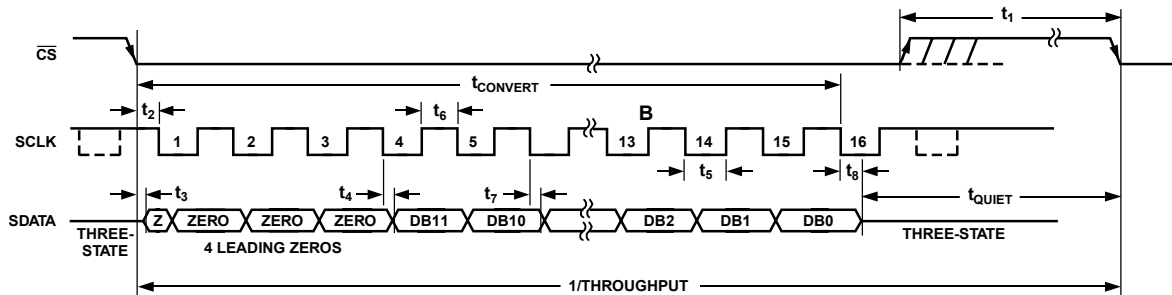 t1
CS
tCONVERT
t2 t6 B
SCLK 1 2 3 4 5 13 14 15 16
t3 t4 t7 t5 t8
tQUIET
SDATA Z ZERO ZERO ZERO DB11 DB10 DB2 DB1 DB0
THREE-STATE 4 LEADING ZEROS THREE-STATE
1/THROUGHPUT